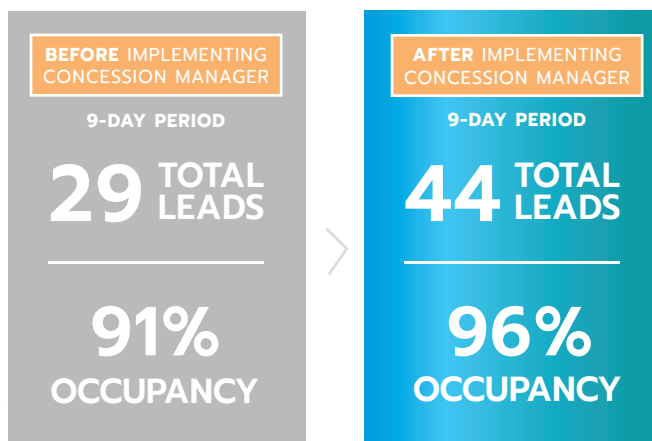 BEFORE IMPLEMENTING
CONCESSION MANAGER
9-DAY PERIOD
29 TOTAL
LEADS
91%
OCCUPANCY
AFTER IMPLEMENTING
CONCESSION MANAGER
9-DAY PERIOD
44 TOTAL
LEADS
96%
OCCUPANCY